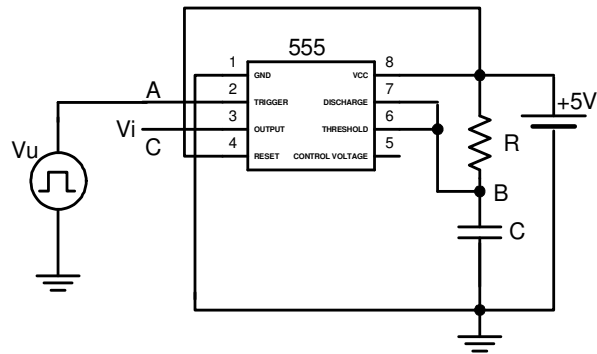 555
1 GND VCC 8
A 2 TRIGGER DISCHARGE 7
Vi 3 OUTPUT THRESHOLD 6
C 4 RESET CONTROL VOLTAGE 5
+5V
R
Vu
B
C